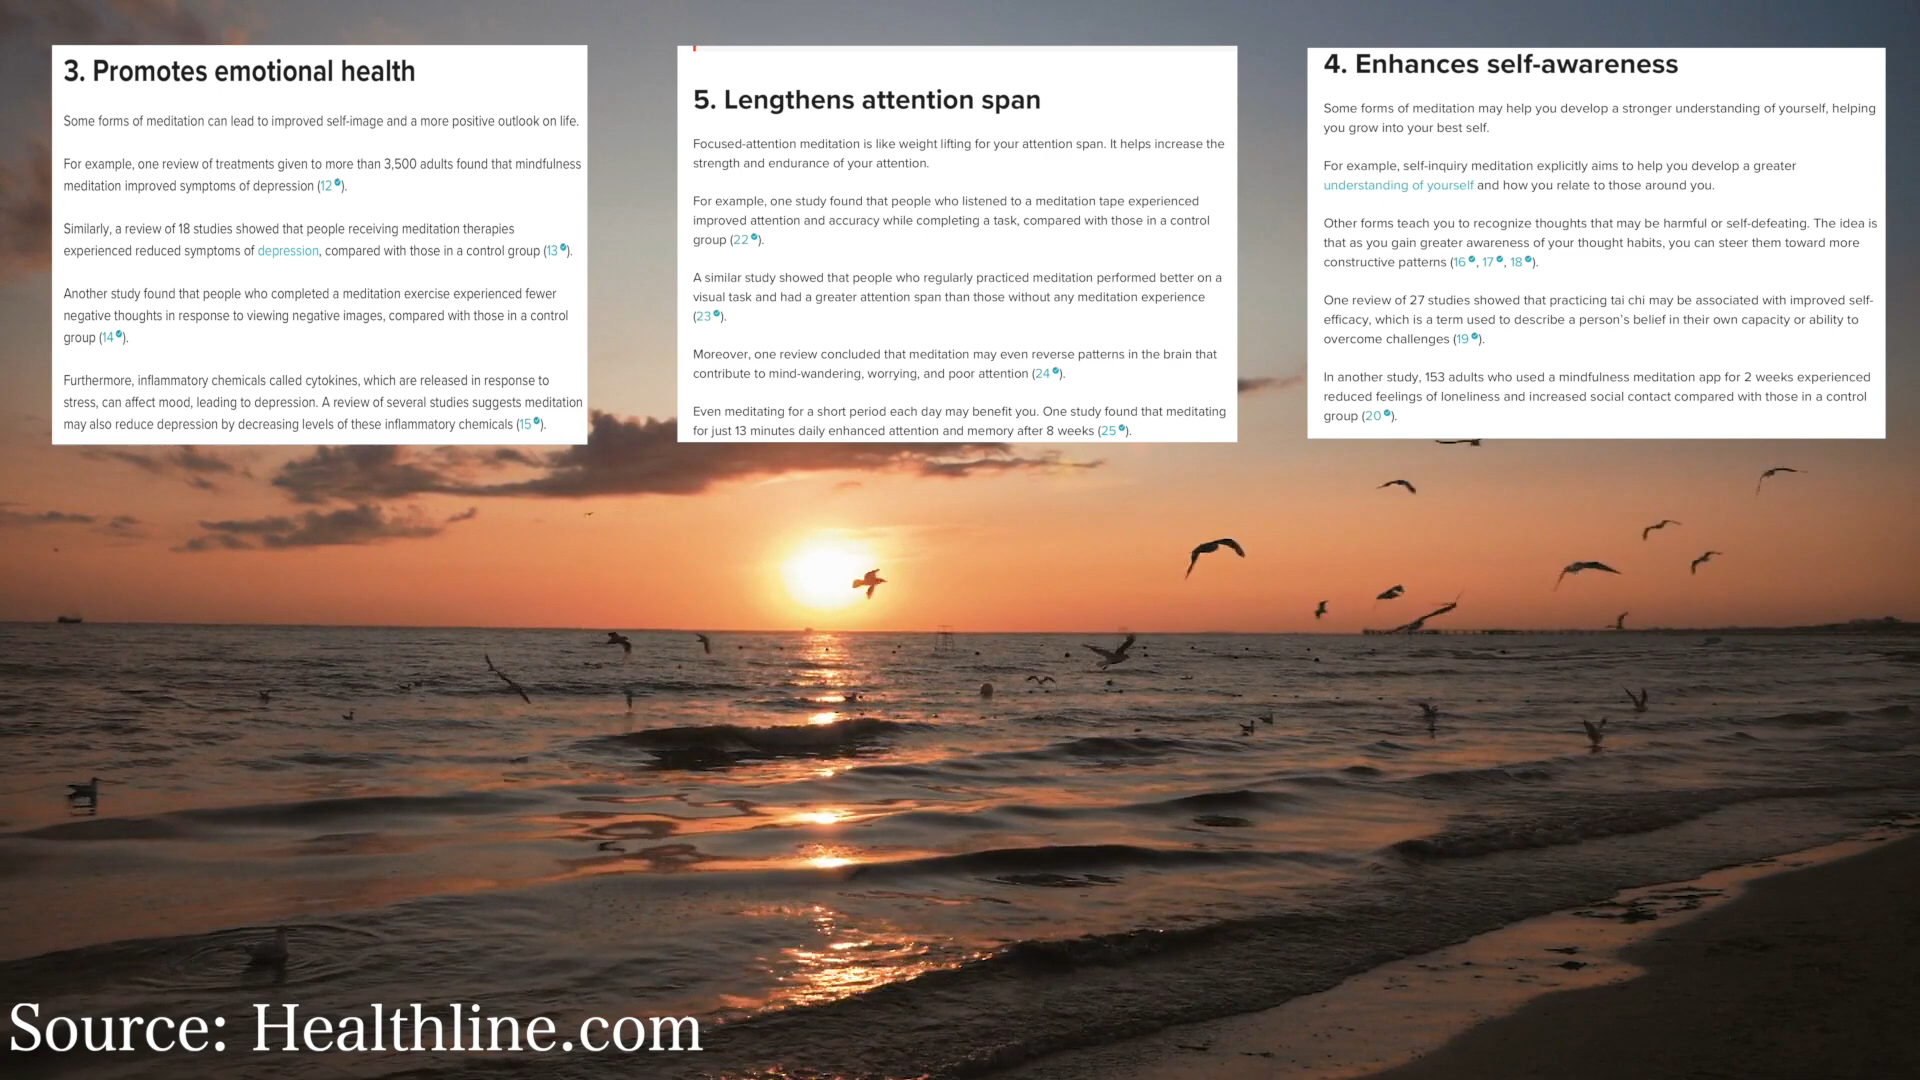 3. Promotes emotional health
Some forms of meditation can lead to improved self-image and a more positive outlook on life.
For example, one review of treatments given to more than 3,500 adults found that mindfulness
meditation improved symptoms of depression (12).
Similarly, a review of 18 studies showed that people receiving meditation therapies
experienced reduced symptoms of depression, compared with those in a control group (13).
Another study found that people who completed a meditation exercise experienced fewer
negative thoughts in response to viewing negative images, compared with those in a control
group (14).
Furthermore, inflammatory chemicals called cytokines, which are released in response to
stress, can affect mood, leading to depression. A review of several studies suggests meditation
may also reduce depression by decreasing levels of these inflammatory chemicals (15).
5. Lengthens attention span
Focused-attention meditation is like weight lifting for your attention span. It helps increase the
strength and endurance of your attention.
For example, one study found that people who listened to a meditation tape experienced
improved attention and accuracy while completing a task, compared with those in a control
group (22).
A similar study showed that people who regularly practiced meditation performed better on a
visual task and had a greater attention span than those without any meditation experience
(23).
Moreover, one review concluded that meditation may even reverse patterns in the brain that
contribute to mind-wandering, worrying, and poor attention (24).
Even meditating for a short period each day may benefit you. One study found that meditating
for just 13 minutes daily enhanced attention and memory after 8 weeks (25).
4. Enhances self-awareness
Some forms of meditation may help you develop a stronger understanding of yourself, helping
you grow into your best self.
For example, self-inquiry meditation explicitly aims to help you develop a greater
understanding of yourself and how you relate to those around you.
Other forms teach you to recognize thoughts that may be harmful or self-defeating. The idea is
that as you gain greater awareness of your thought habits, you can steer them toward more
constructive patterns (16, 17, 18).
One review of 27 studies showed that practicing tai chi may be associated with improved self-
efficacy, which is a term used to describe a person's belief in their own capacity or ability to
overcome challenges (19).
In another study, 153 adults who used a mindfulness meditation app for 2 weeks experienced
reduced feelings of loneliness and increased social contact compared with those in a control
group (20).
Source: Healthline.com